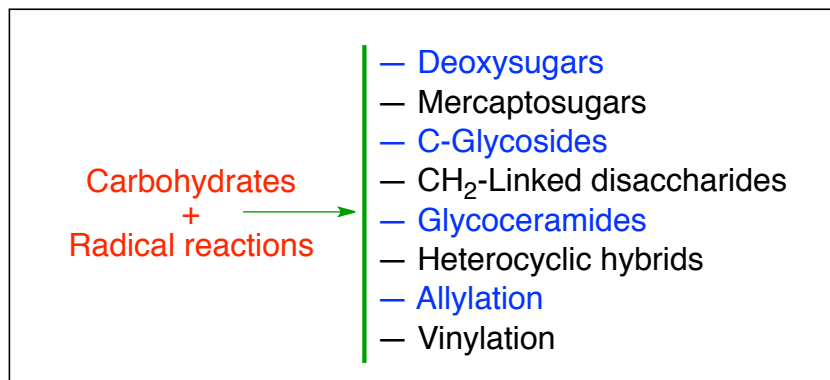 Carbohydrates
+
Radical reactions
— Deoxysugars
— Mercaptosugars
— C-Glycosides
— CH₂-Linked disaccharides
— Glycoceramides
— Heterocyclic hybrids
— Allylation
— Vinylation